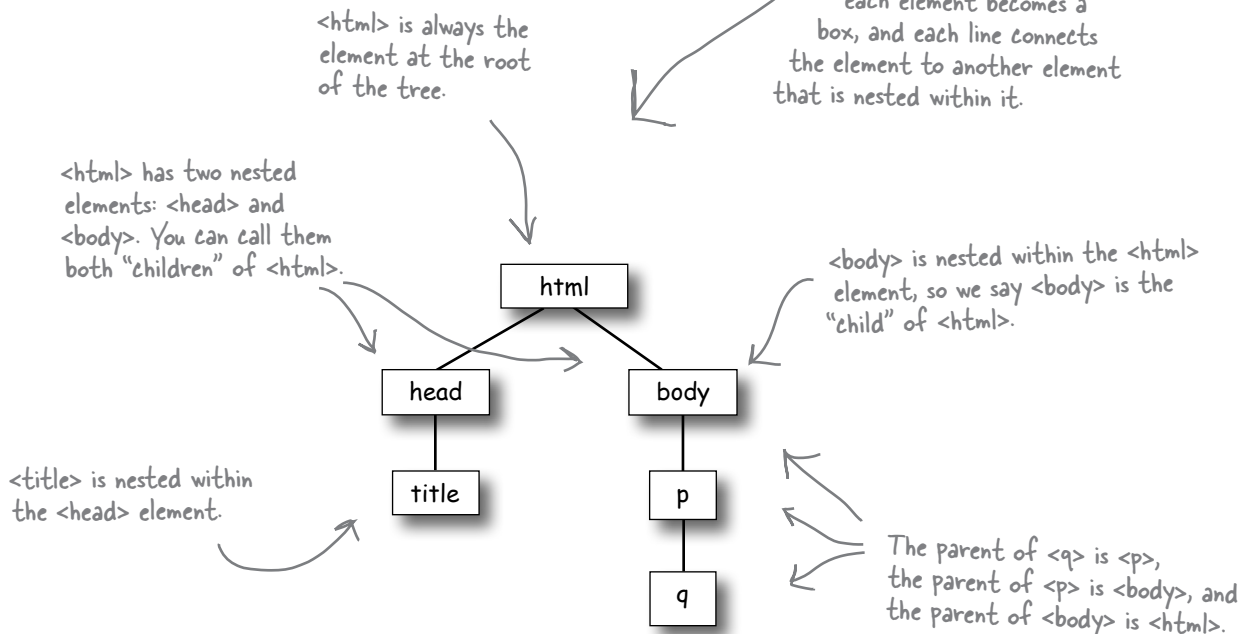 <html> is always the
element at the root
of the tree.
each element becomes a
box, and each line connects
the element to another element
that is nested within it.
<html> has two nested
elements: <head> and
<body>. You can call them
both “children” of <html>.
<body> is nested within the <html>
element, so we say <body> is the
“child” of <html>.
html
head
body
<title> is nested within
the <head> element.
title
p
q
The parent of <q> is <p>,
the parent of <p> is <body>, and
the parent of <body> is <html>.